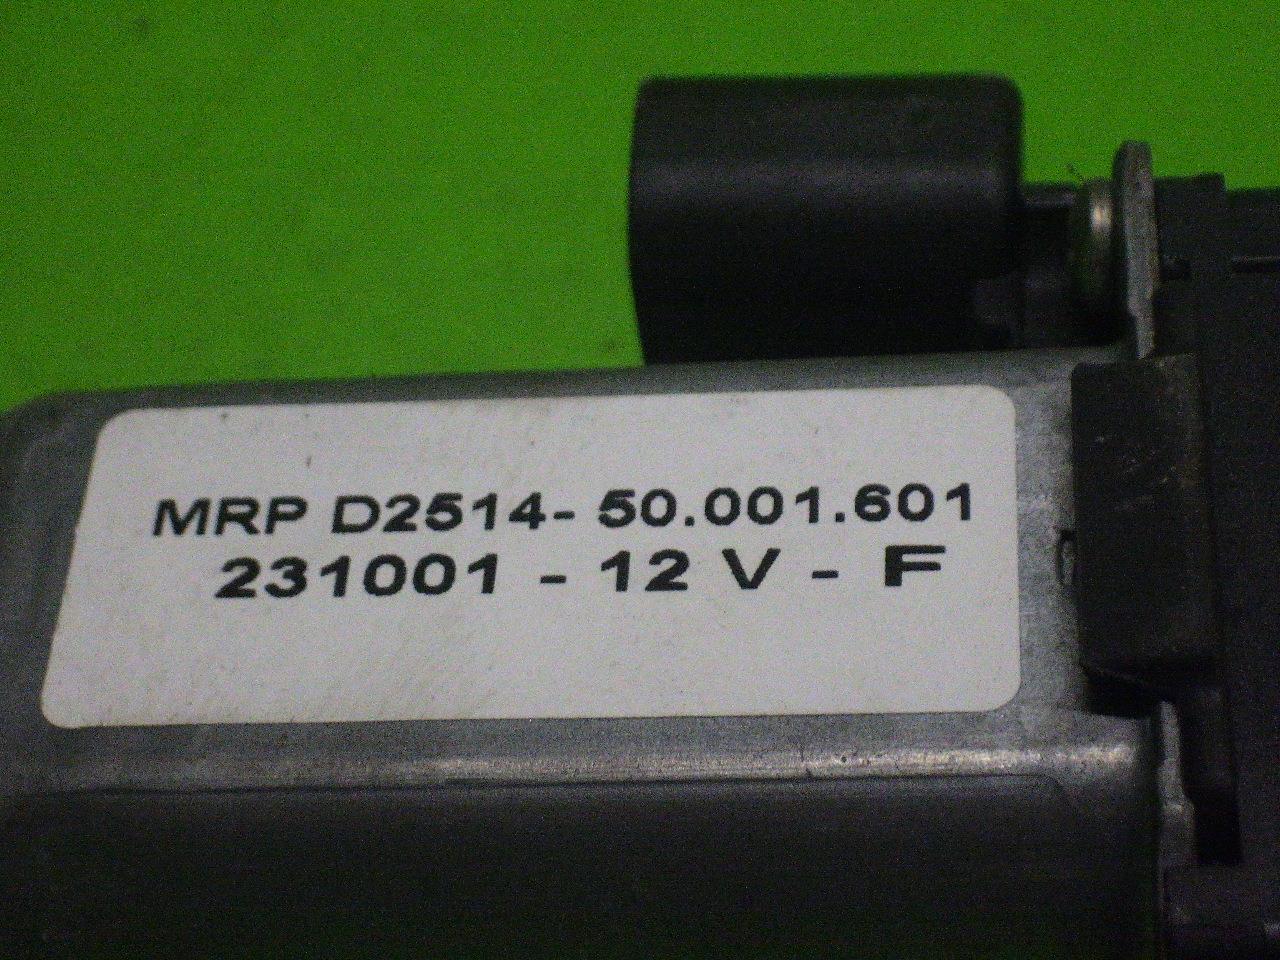 MRP D2514- 50.001.601
231001 - 12 V - F